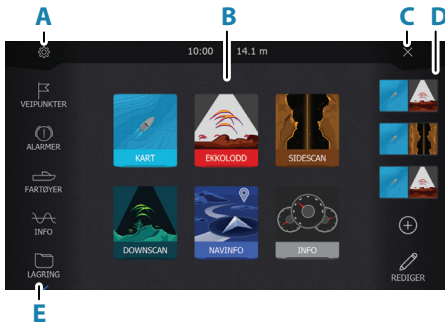 A
B
C
D
10:00
14.1 m
VEIPUNKTER
ALARMER
FARTØYER
INFO
LAGRING
KART
EKKOLODD
SIDESCAN
DOWNSCAN
NAVINFO
INFO
REDIGER
E